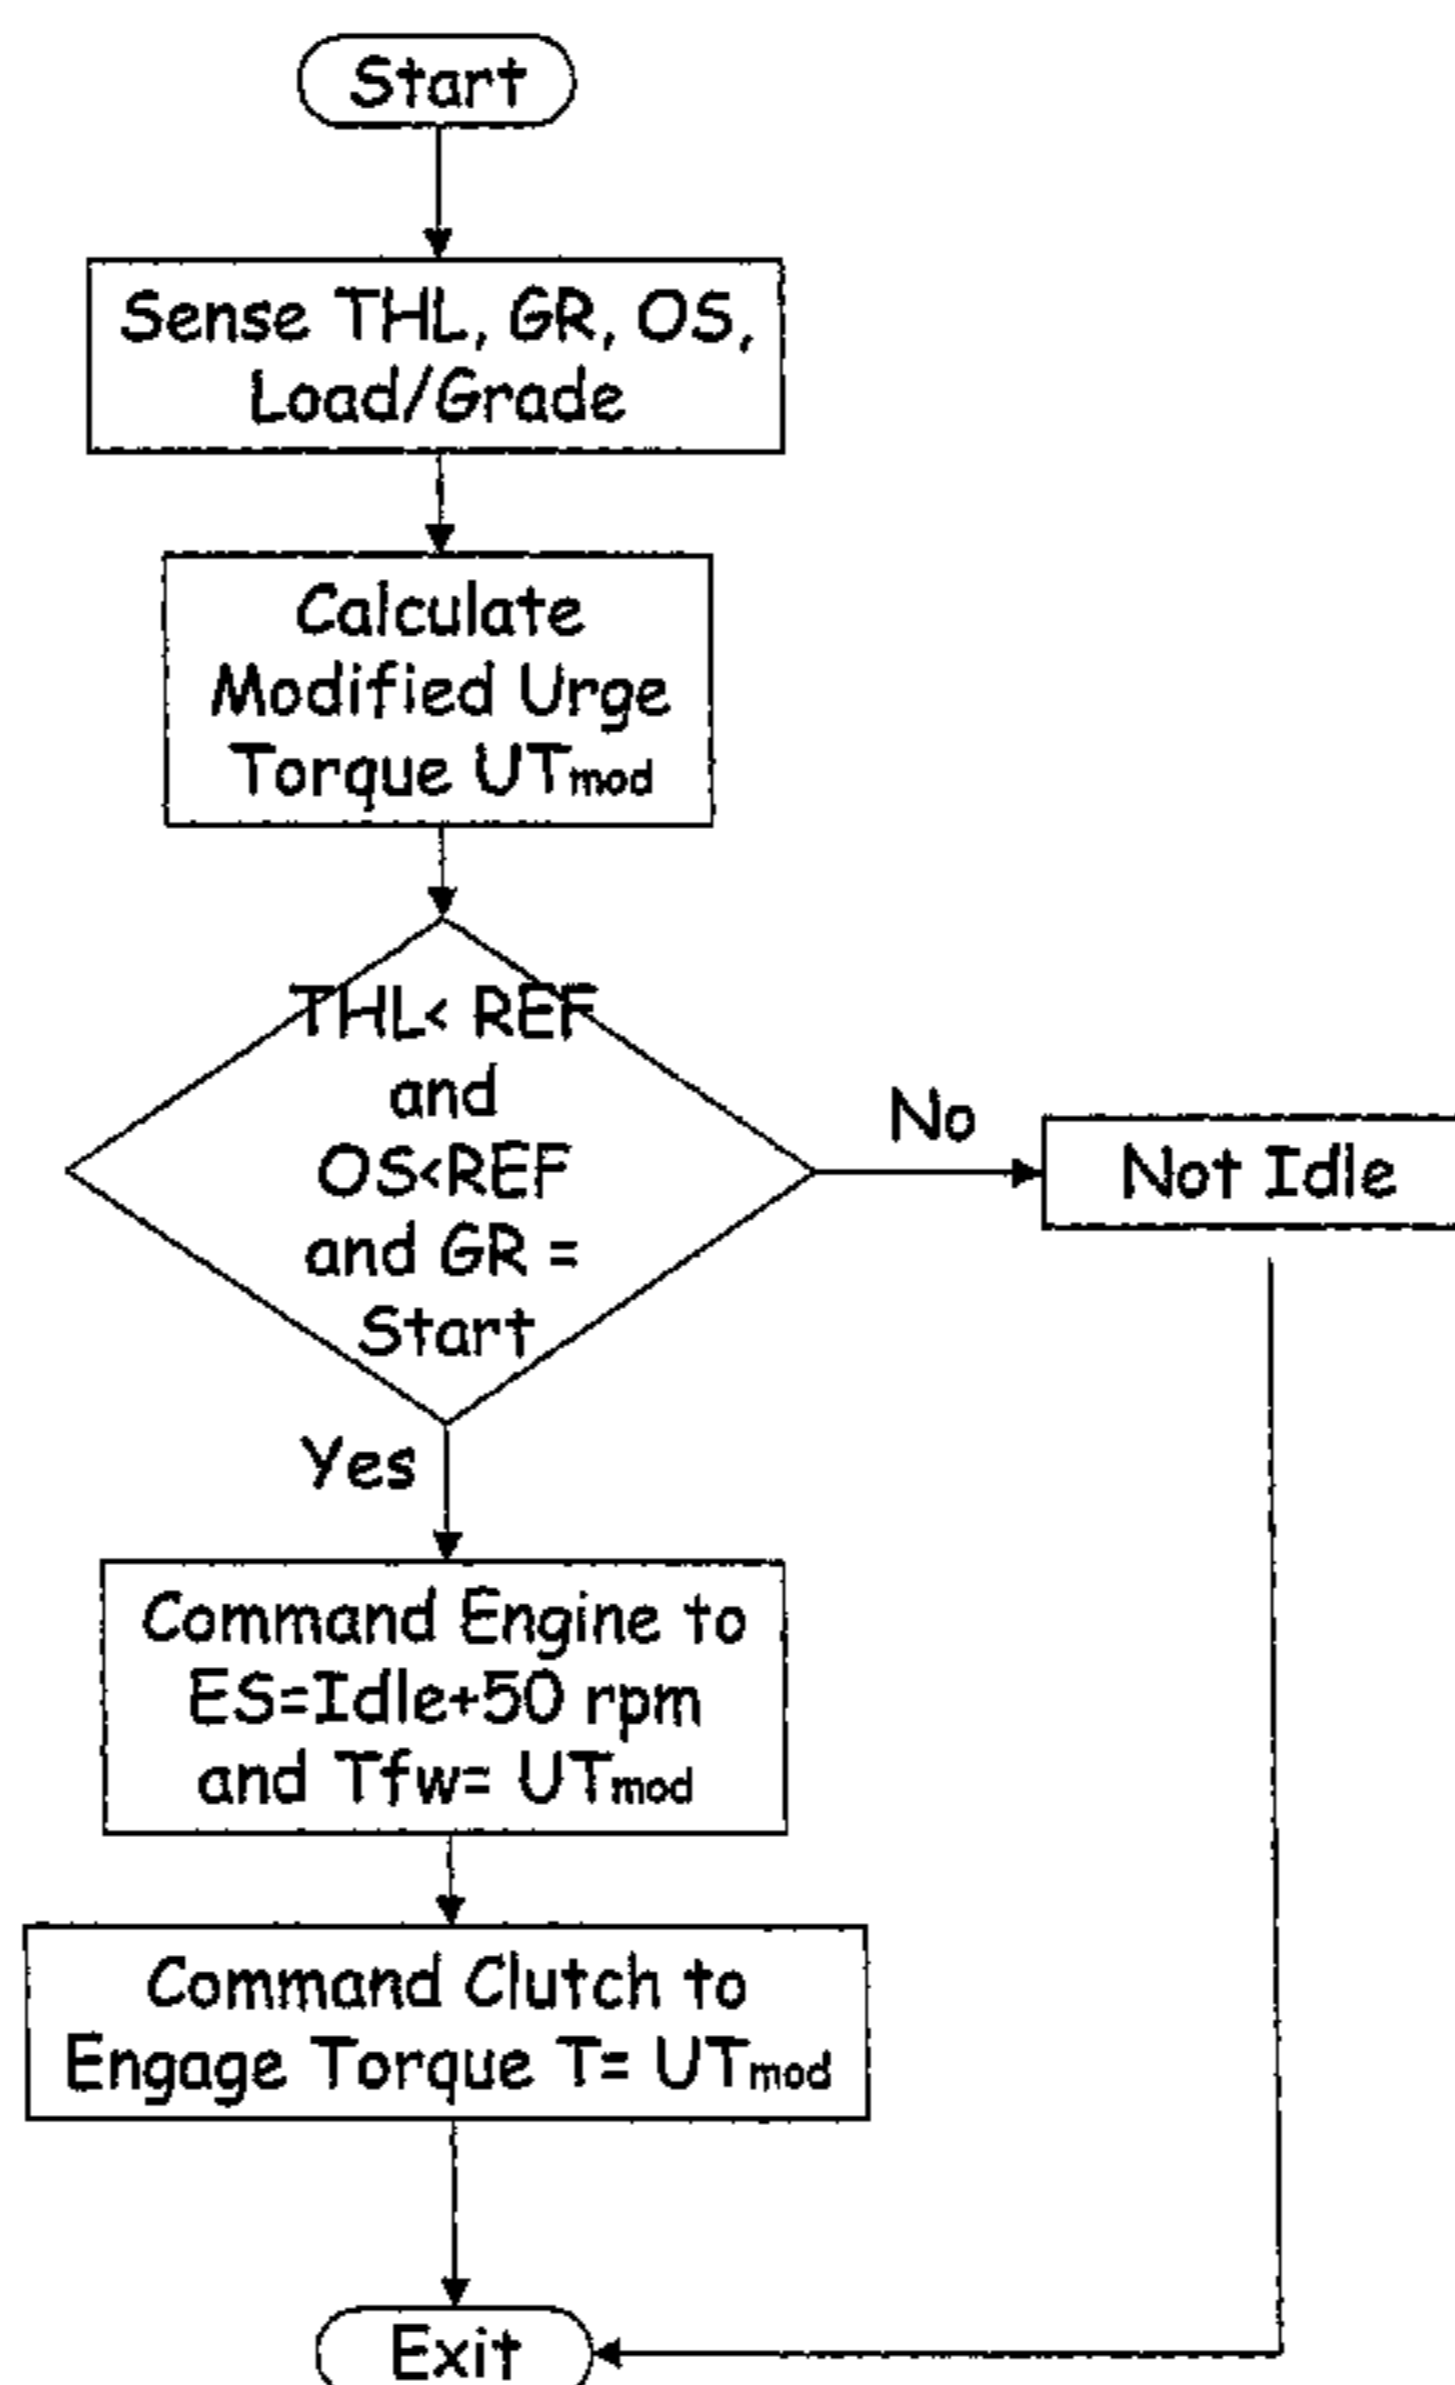 Start
Sense THL, GR, OS,
Load/Grade
Calculate
Modified Urge
Torque UTmod
THL< REF
and
OS<REF
and GR =
Start
No
Not Idle
Yes
Command Engine to
ES=Idle+50 rpm
and Tfw= UTmod
Command Clutch to
Engage Torque T= UTmod
Exit